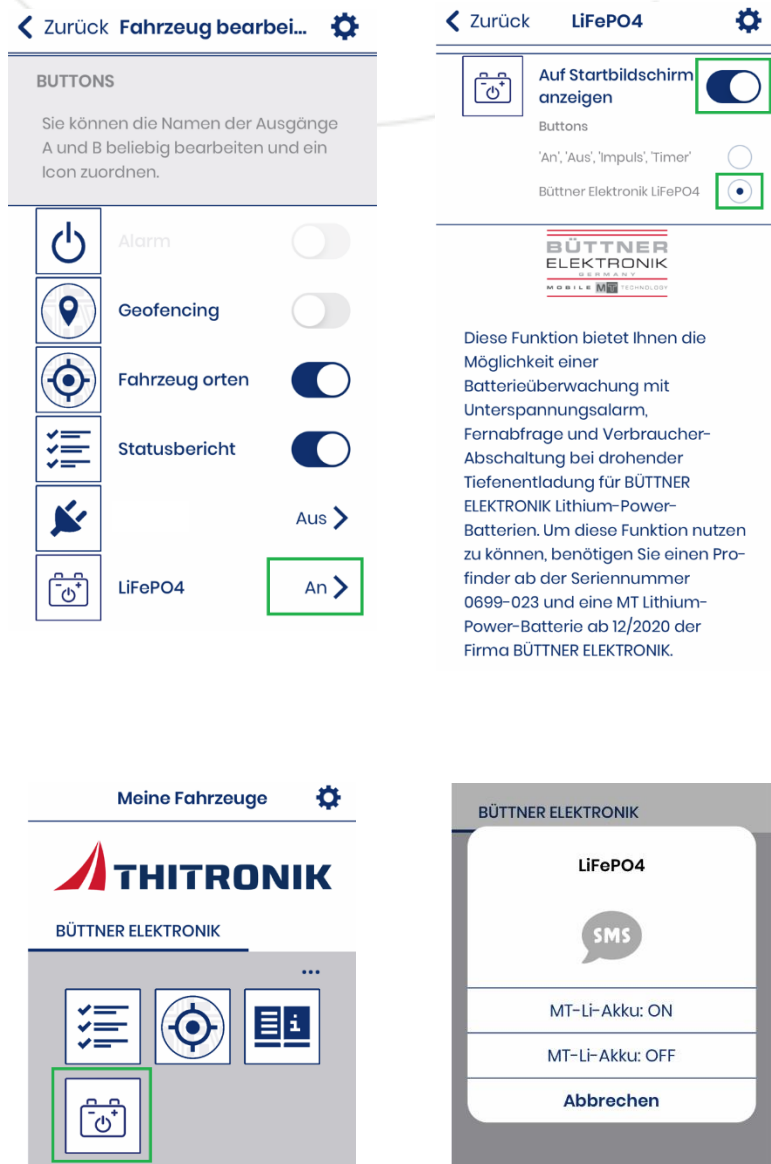 Zurück Fahrzeug bearbei...
BUTTONS
Sie können die Namen der Ausgänge
A und B beliebig bearbeiten und ein
Icon zuordnen.
Alarm
Geofencing
Fahrzeug orten
Statusbericht
Aus
LiFePO4 An
Zurück LiFePO4
Auf Startbildschirm
anzeigen
Buttons
'An', 'Aus', 'Impuls', 'Timer'
Büttner Elektronik LiFePO4
BÜTTNER
ELEKTRONIK
GERMANY
MOBILE MT TECHNOLOGY
Diese Funktion bietet Ihnen die
Möglichkeit einer
Batterieüberwachung mit
Unterspannungsalarm,
Fernabfrage und Verbraucher-
Abschaltung bei drohender
Tiefenentladung für BÜTTNER
ELEKTRONIK Lithium-Power-
Batterien. Um diese Funktion nutzen
zu können, benötigen Sie einen Pro-
finder ab der Seriennummer
0699-023 und eine MT Lithium-
Power-Batterie ab 12/2020 der
Firma BÜTTNER ELEKTRONIK.
Meine Fahrzeuge
THITRONIK
BÜTTNER ELEKTRONIK
...
i
BÜTTNER ELEKTRONIK
LiFePO4
SMS
MT-Li-Akku: ON
MT-Li-Akku: OFF
Abbrechen